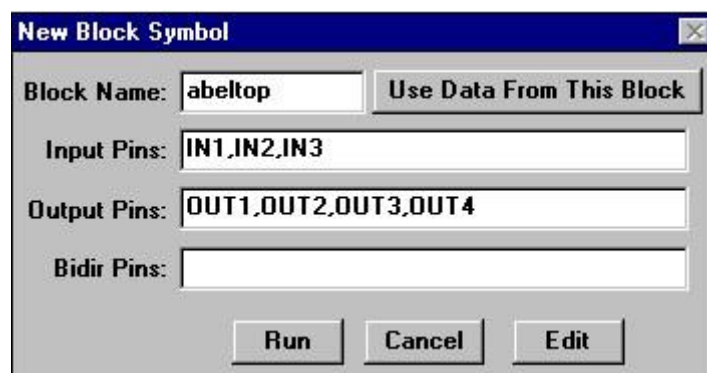 New Block Symbol
Block Name: abeltop Use Data From This Block
Input Pins: IN1,IN2,IN3
Output Pins: OUT1,OUT2,OUT3,OUT4
Bidir Pins:
Run Cancel Edit